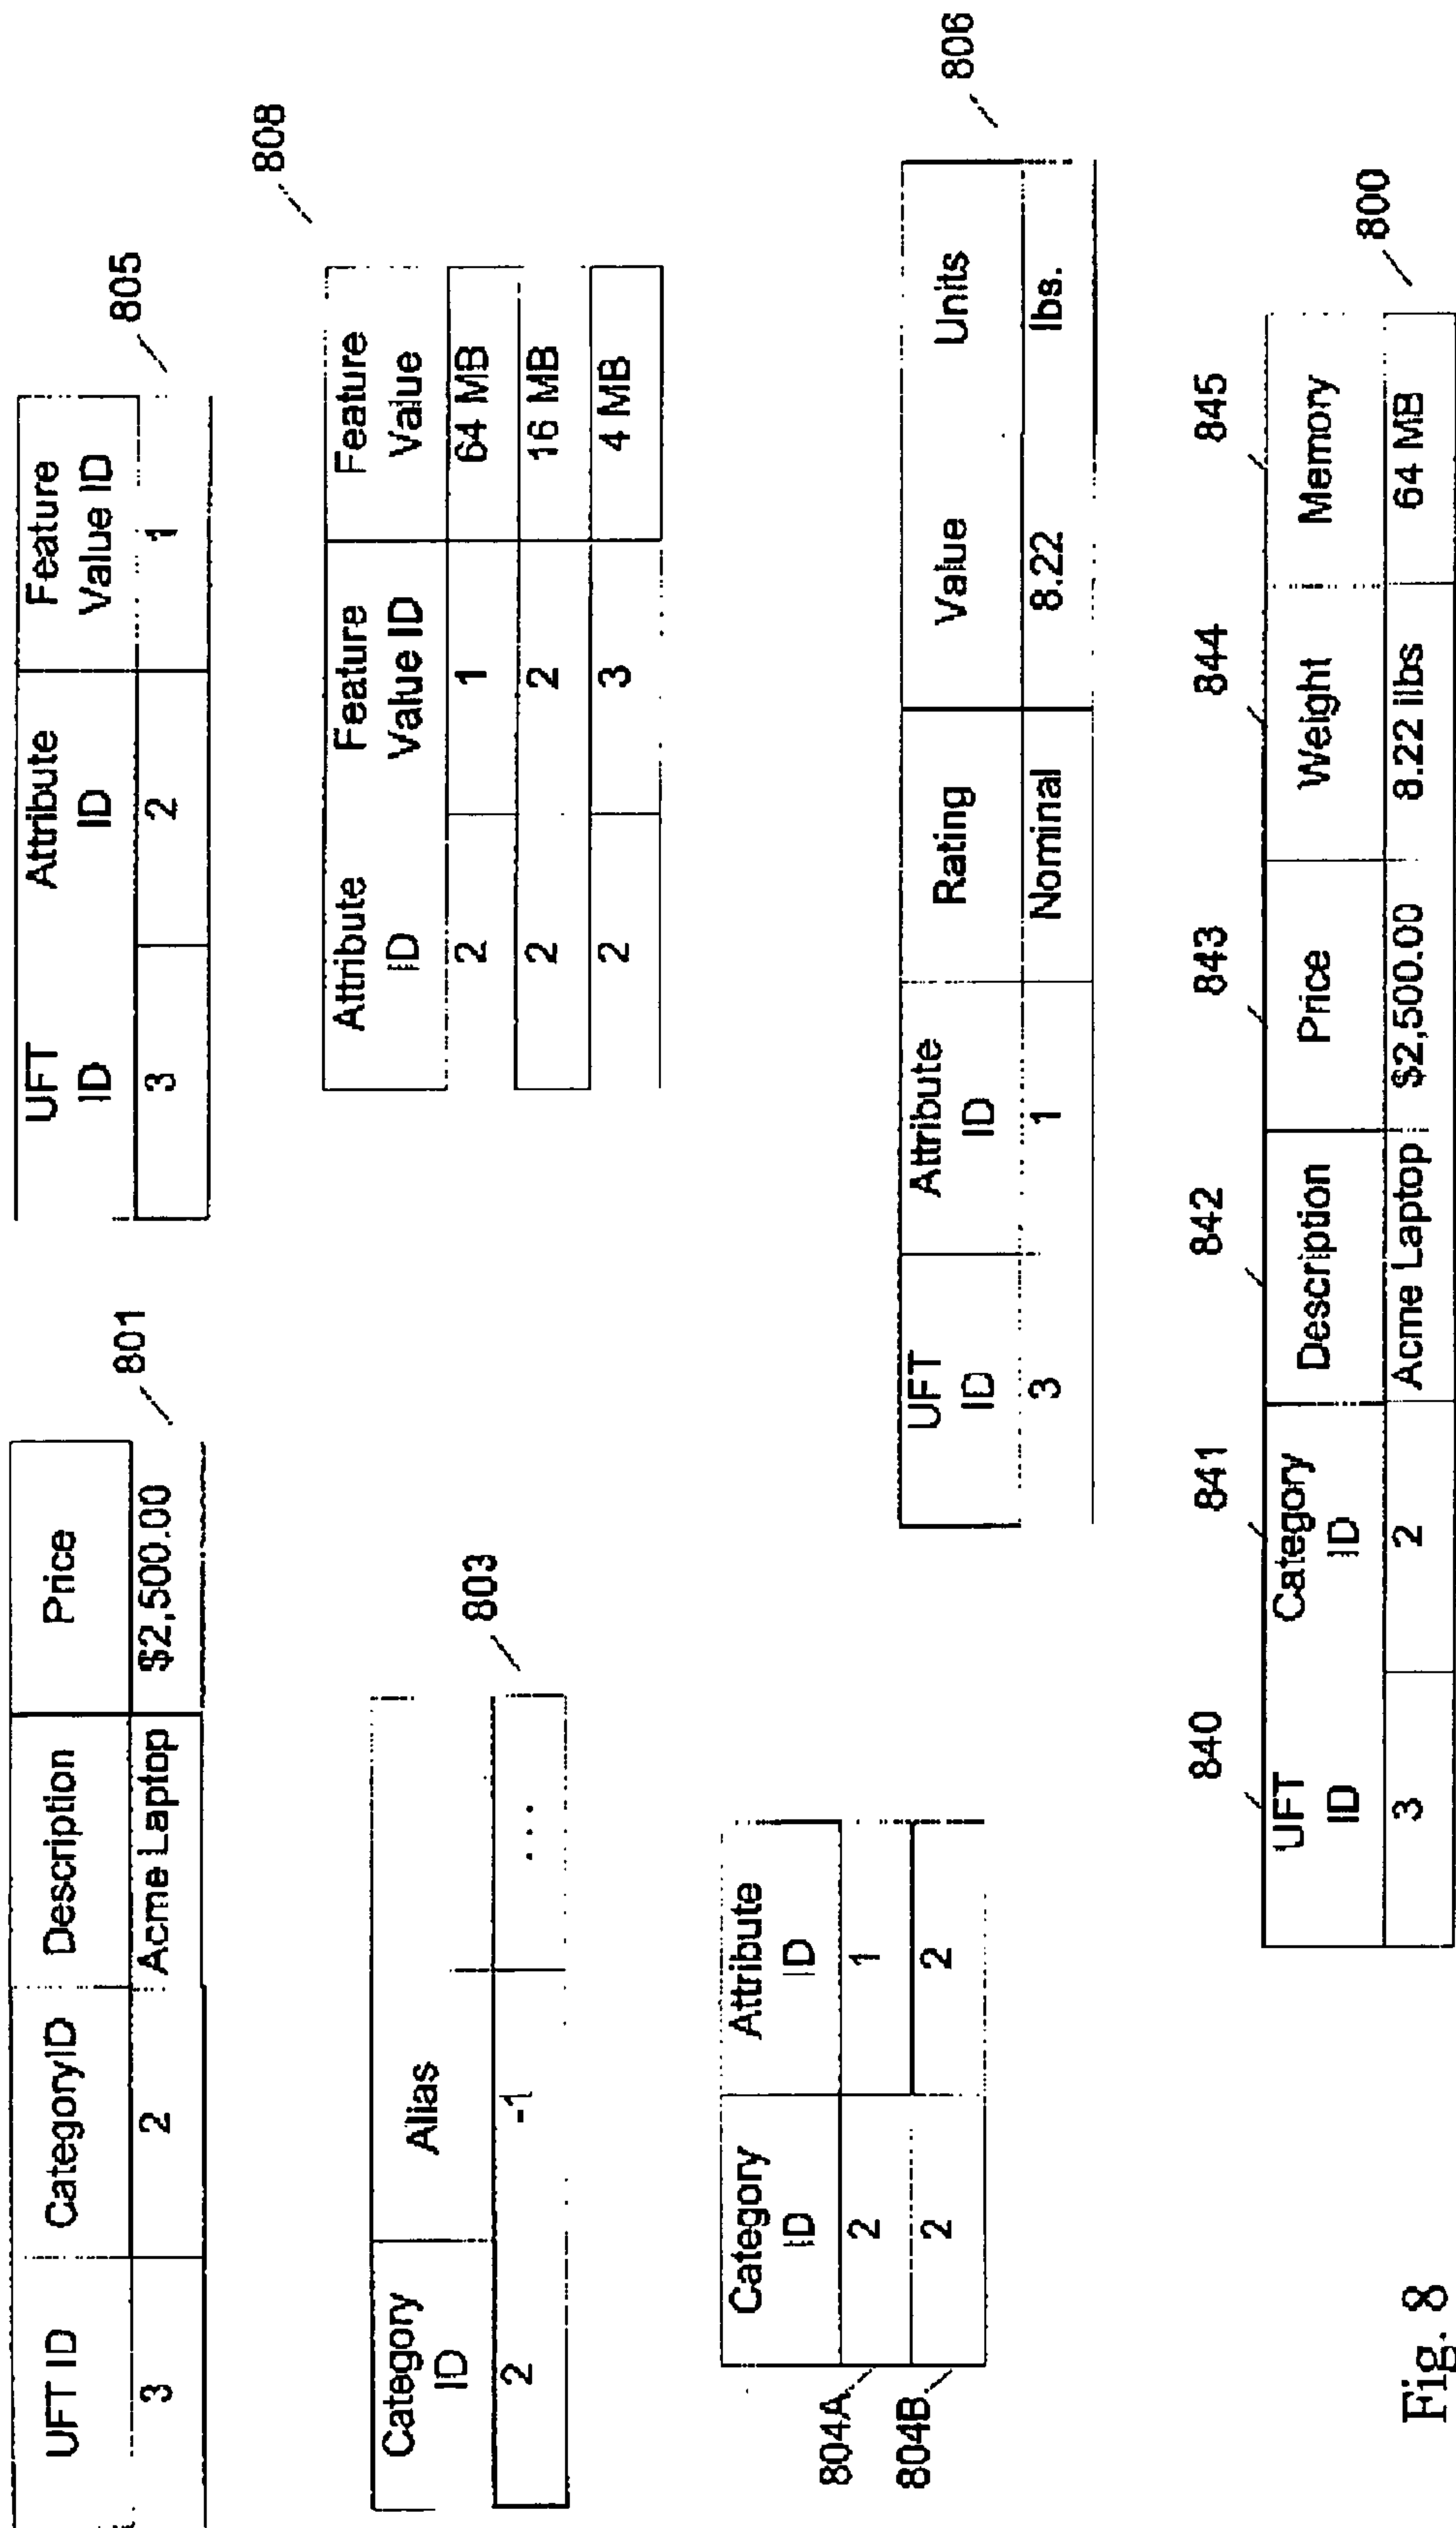 UFT ID CategoryID Description Price
3 2 Acme Laptop $2,500.00
801
UFT ID Attribute ID Feature Value ID
3 2 1
805
Category ID Alias
2 -1 ...
803
Attribute ID Feature Value ID Feature Value
2 1 64 MB
2 2 16 MB
2 3 4 MB
808
Category ID Attribute ID
804A 2 1
804B 2 2
UFT ID Attribute ID Rating Value Units
3 1 Nominal 8.22 lbs.
806
840 841 842 843 844 845
UFT ID Category ID Description Price Weight Memory
3 2 Acme Laptop $2,500.00 8.22 ilbs 64 MB
800
Fig. 8